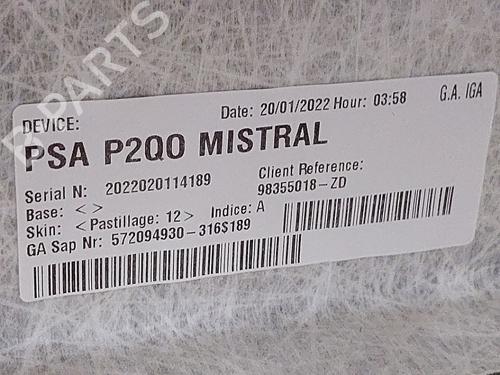 B PARTS
DEVICE: Date: 20/01/2022 Hour: 03:58 G.A. IGA
PSA P2QO MISTRAL
Serial N: 2022020114189 Client Reference:
Base: < > 98355018-ZD
Skin: <Pastillage: 12> Indice: A
GA Sap Nr: 572094930-316S189